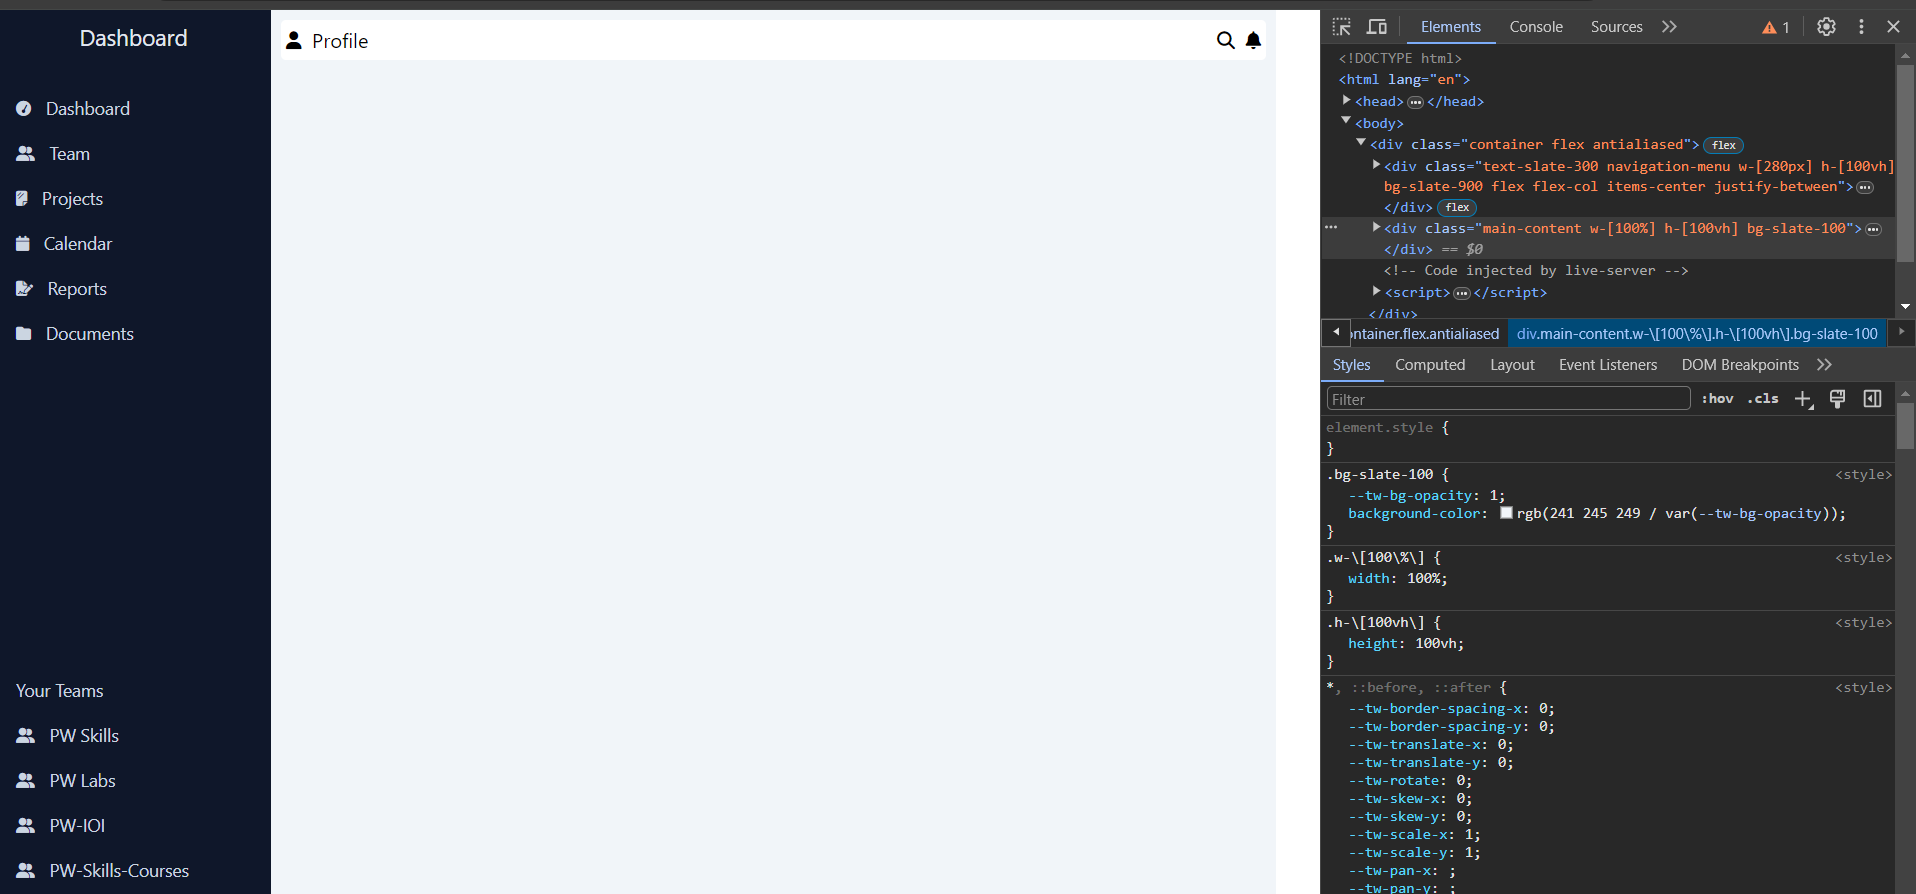 Dashboard
Dashboard
Team
Projects
Calendar
Reports
Documents
Your Teams
PW Skills
PW Labs
PW-IOI
PW-Skills-Courses
Profile
Elements
Console
Sources
1
<!DOCTYPE html>
<html lang="en">
<head>…</head>
<body>
<div class="container flex antialiased"> flex
<div class="text-slate-300 navigation-menu w-[280px] h-[100vh]
bg-slate-900 flex flex-col items-center justify-between">…
</div> flex
<div class="main-content w-[100%] h-[100vh] bg-slate-100">…
</div> == $0
<!-- Code injected by live-server -->
<script>…</script>
</div>
ontainer.flex.antialiased div.main-content.w-\[100\%\].h-\[100vh\].bg-slate-100
Styles Computed Layout Event Listeners DOM Breakpoints
Filter :hov .cls
element.style {
}
.bg-slate-100 { <style>
--tw-bg-opacity: 1;
background-color: rgb(241 245 249 / var(--tw-bg-opacity));
}
.w-\[100\%\] { <style>
width: 100%;
}
.h-\[100vh\] { <style>
height: 100vh;
}
*, ::before, ::after { <style>
--tw-border-spacing-x: 0;
--tw-border-spacing-y: 0;
--tw-translate-x: 0;
--tw-translate-y: 0;
--tw-rotate: 0;
--tw-skew-x: 0;
--tw-skew-y: 0;
--tw-scale-x: 1;
--tw-scale-y: 1;
--tw-pan-x: ;
--tw-pan-y: ;